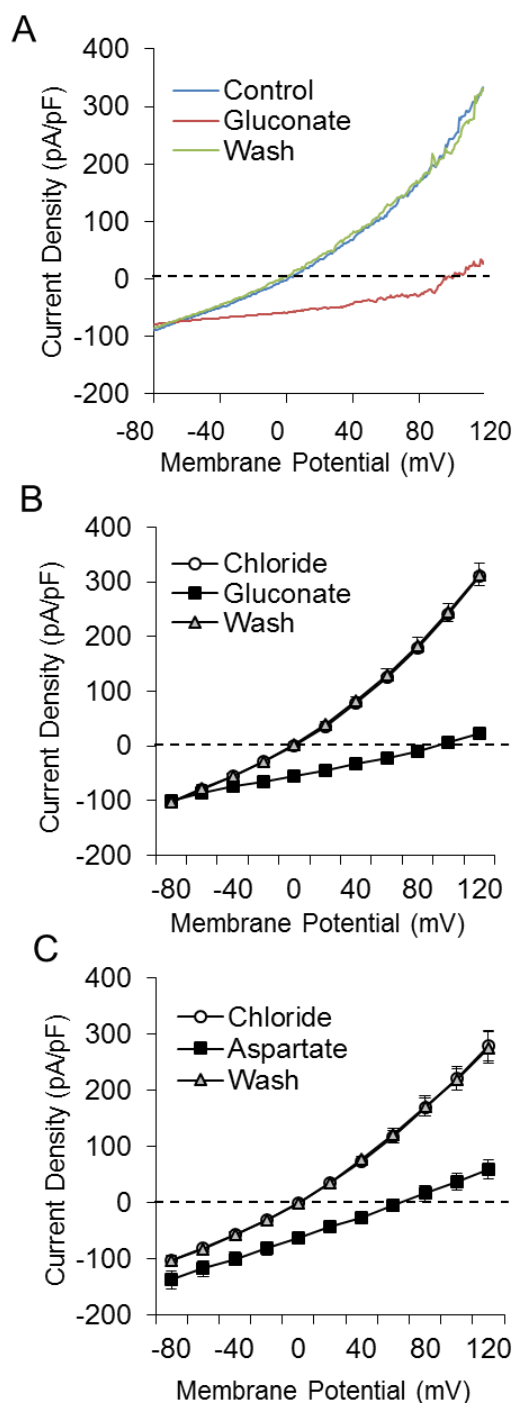 A
Current Density (pA/pF)
400
300
200
100
0
-100
-200
Control
Gluconate
Wash
-80 -40 0 40 80 120
Membrane Potential (mV)
B
Current Density (pA/pF)
400
300
200
100
0
-100
-200
Chloride
Gluconate
Wash
-80 -40 0 40 80 120
Membrane Potential (mV)
C
Current Density (pA/pF)
400
300
200
100
0
-100
-200
Chloride
Aspartate
Wash
-80 -40 0 40 80 120
Membrane Potential (mV)